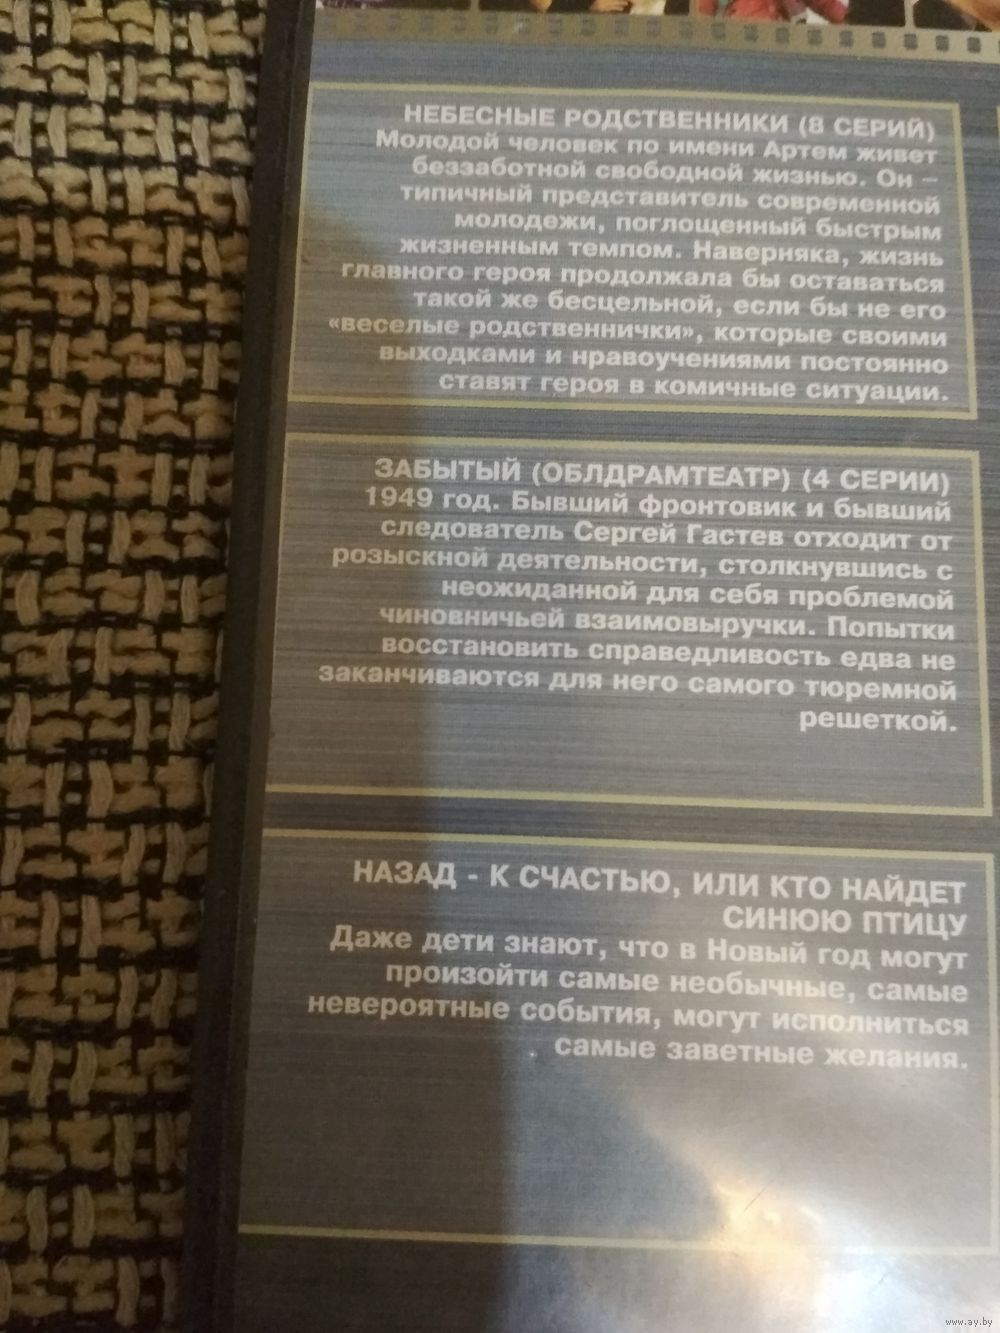 НЕБЕСНЫЕ РОДСТВЕННИКИ (8 СЕРИЙ)
Молодой человек по имени Артем живет
беззаботной свободной жизнью. Он –
типичный представитель современной
молодежи, поглощенный быстрым
жизненным темпом. Наверняка, жизнь
главного героя продолжала бы оставаться
такой же бесцельной, если бы не его
«веселые родственнички», которые своими
выходками и нравоучениями постоянно
ставят героя в комичные ситуации.
ЗАБЫТЫЙ (ОБЛДРАМТЕАТР) (4 СЕРИИ)
1949 год. Бывший фронтовик и бывший
следователь Сергей Гастев отходит от
розыскной деятельности, столкнувшись с
неожиданной для себя проблемой
чиновничьей взаимовыручки. Попытки
восстановить справедливость едва не
заканчиваются для него самого тюремной
решеткой.
НАЗАД - К СЧАСТЬЮ, ИЛИ КТО НАЙДЕТ
СИНЮЮ ПТИЦУ
Даже дети знают, что в Новый год могут
произойти самые необычные, самые
невероятные события, могут исполниться
самые заветные желания.
www.ay.by